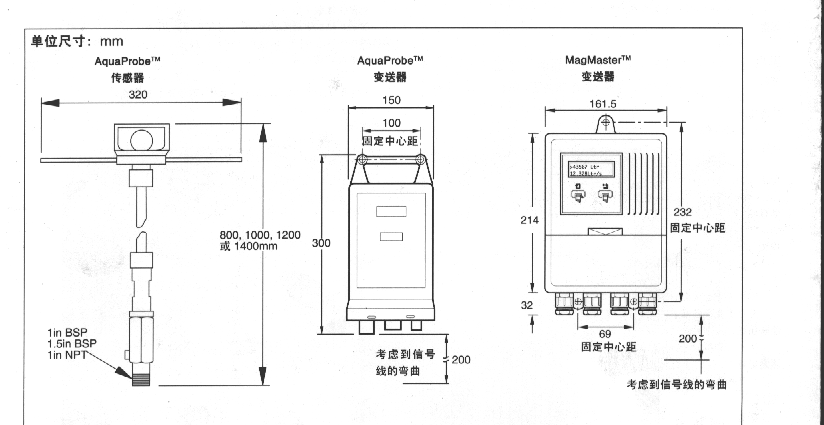 单位尺寸: mm
AquaProbe™
传感器
320
800, 1000, 1200
或 1400mm
1in BSP
1.5in BSP
1in NPT
AquaProbe™
变送器
150
100
固定中心距
300
考虑到信号
线的弯曲
200
MagMaster™
变送器
161.5
214
232
固定中心距
32
69
固定中心距
200
考虑到信号线的弯曲